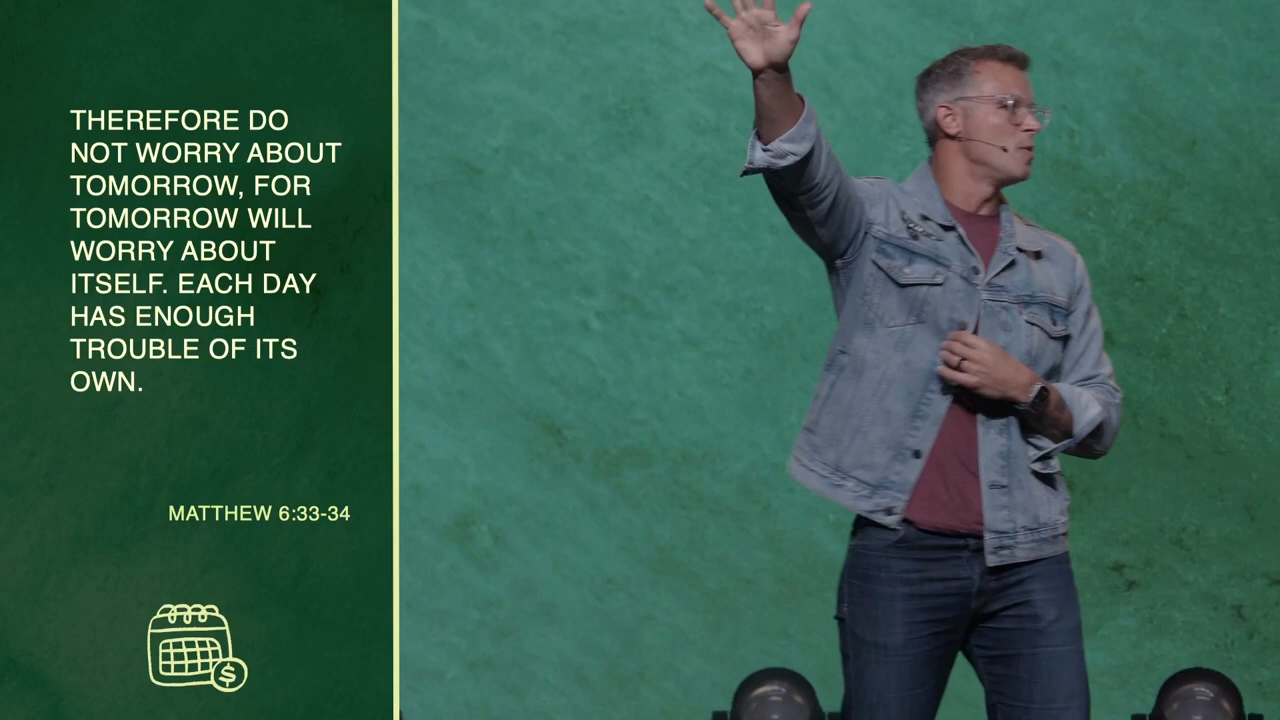 THEREFORE DO
NOT WORRY ABOUT
TOMORROW, FOR
TOMORROW WILL
WORRY ABOUT
ITSELF. EACH DAY
HAS ENOUGH
TROUBLE OF ITS
OWN.
MATTHEW 6:33-34
$